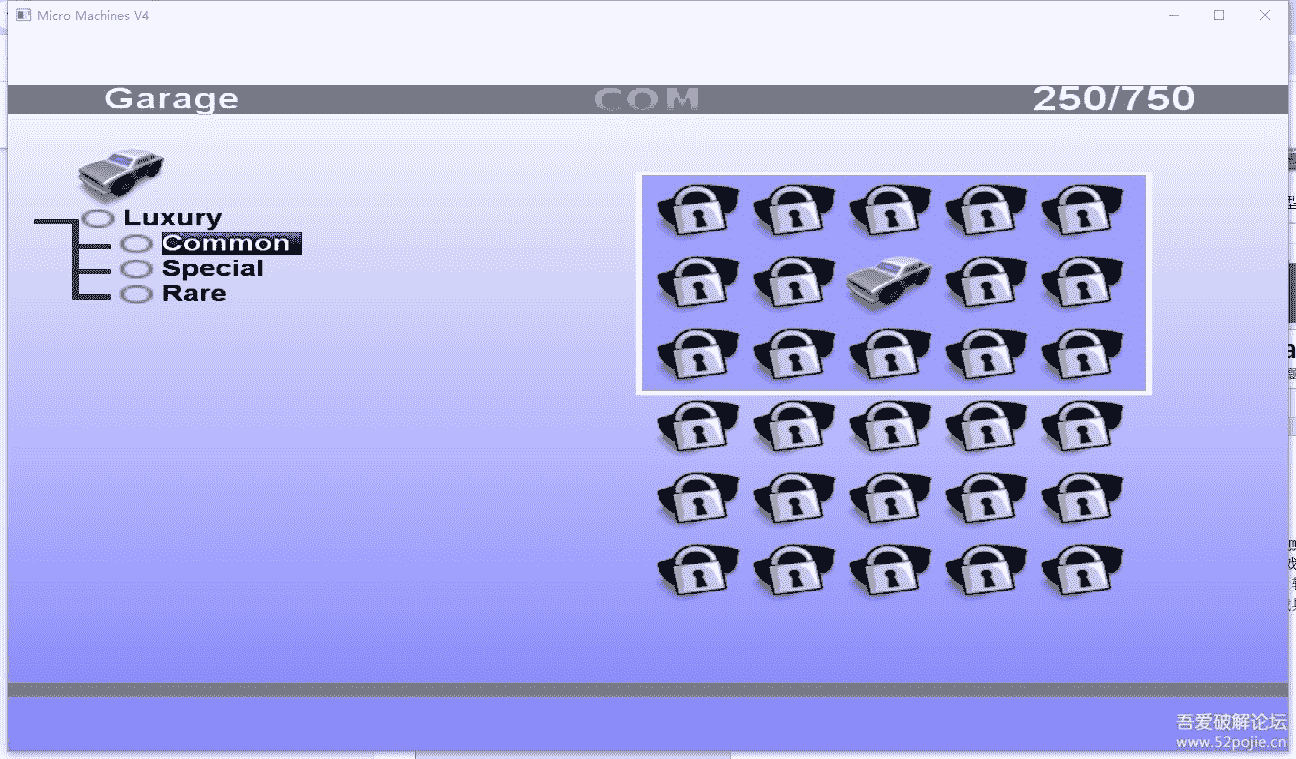 Micro Machines V4
Garage
COM
250/750
Luxury
Common
Special
Rare
吾爱破解论坛
www.52pojie.cn